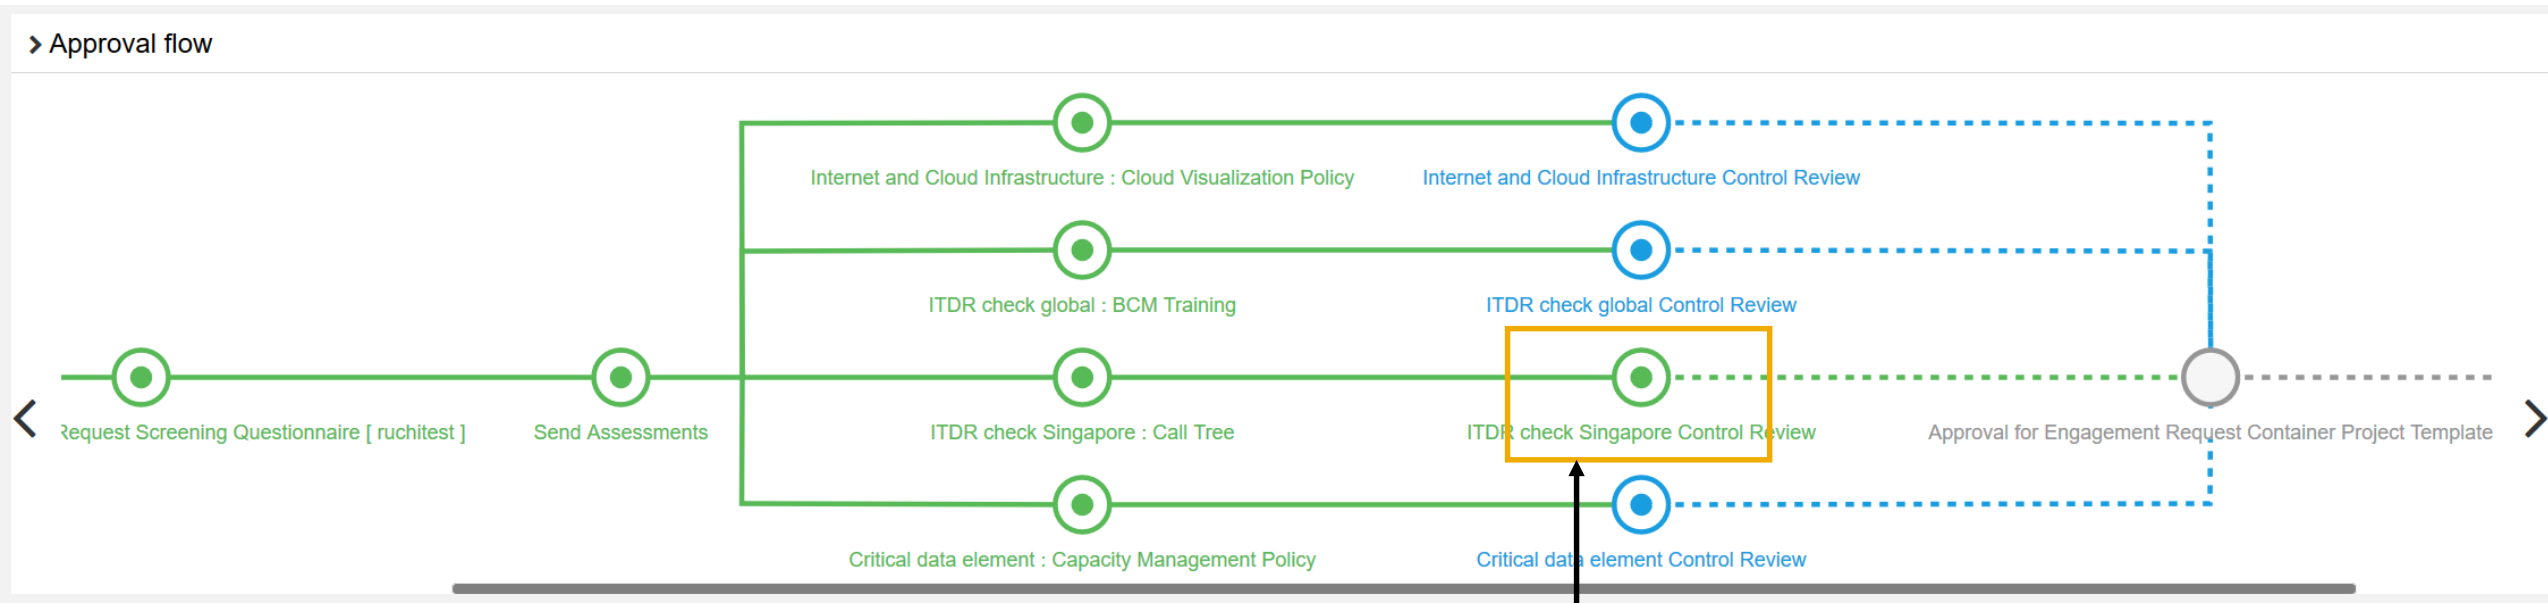 Approval flow
Internet and Cloud Infrastructure : Cloud Visualization Policy
Internet and Cloud Infrastructure Control Review
ITDR check global : BCM Training
ITDR check global Control Review
Request Screening Questionnaire [ ruchitest ]
Send Assessments
ITDR check Singapore : Call Tree
ITDR check Singapore Control Review
Approval for Engagement Request Container Project Template
Critical data element : Capacity Management Policy
Critical data element Control Review